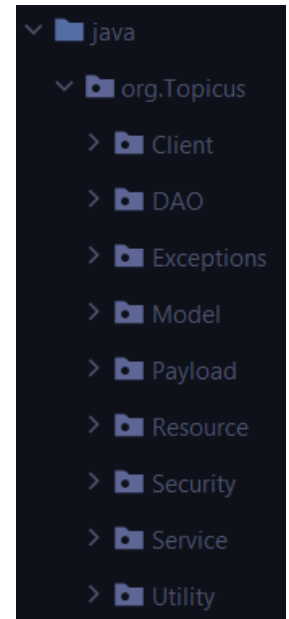 java
org.Topicus
Client
DAO
Exceptions
Model
Payload
Resource
Security
Service
Utility